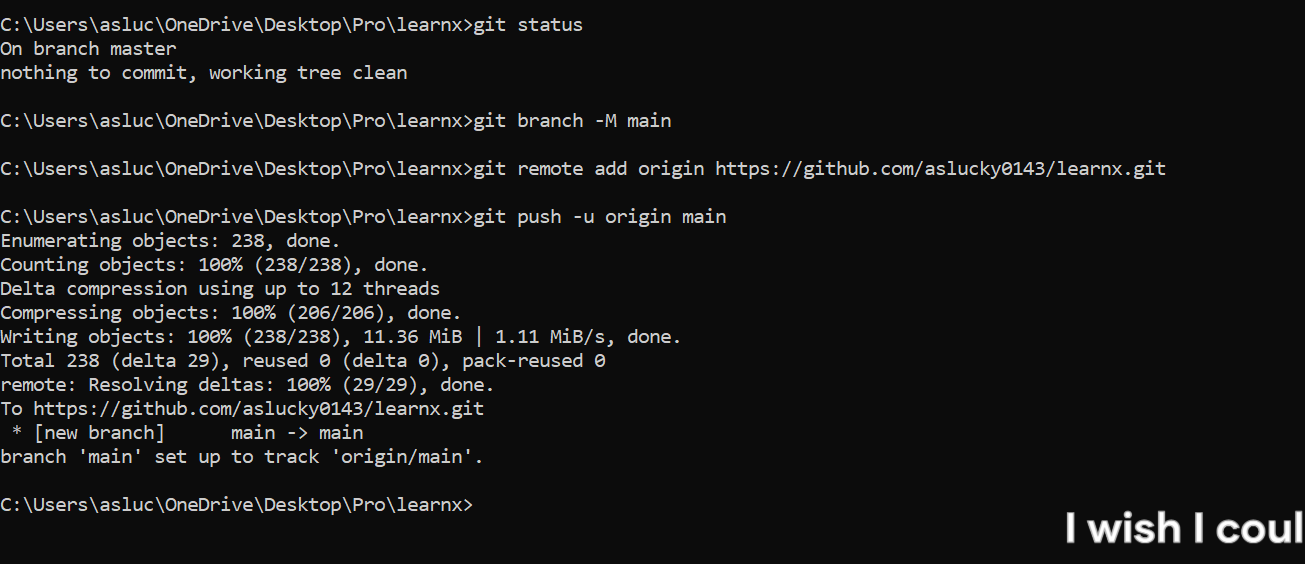 C:\Users\asluc\OneDrive\Desktop\Pro\learnx>git status
On branch master
nothing to commit, working tree clean
C:\Users\asluc\OneDrive\Desktop\Pro\learnx>git branch -M main
C:\Users\asluc\OneDrive\Desktop\Pro\learnx>git remote add origin https://github.com/aslucky0143/learnx.git
C:\Users\asluc\OneDrive\Desktop\Pro\learnx>git push -u origin main
Enumerating objects: 238, done.
Counting objects: 100% (238/238), done.
Delta compression using up to 12 threads
Compressing objects: 100% (206/206), done.
Writing objects: 100% (238/238), 11.36 MiB | 1.11 MiB/s, done.
Total 238 (delta 29), reused 0 (delta 0), pack-reused 0
remote: Resolving deltas: 100% (29/29), done.
To https://github.com/aslucky0143/learnx.git
 * [new branch]      main -> main
branch 'main' set up to track 'origin/main'.
C:\Users\asluc\OneDrive\Desktop\Pro\learnx>
I wish I coul